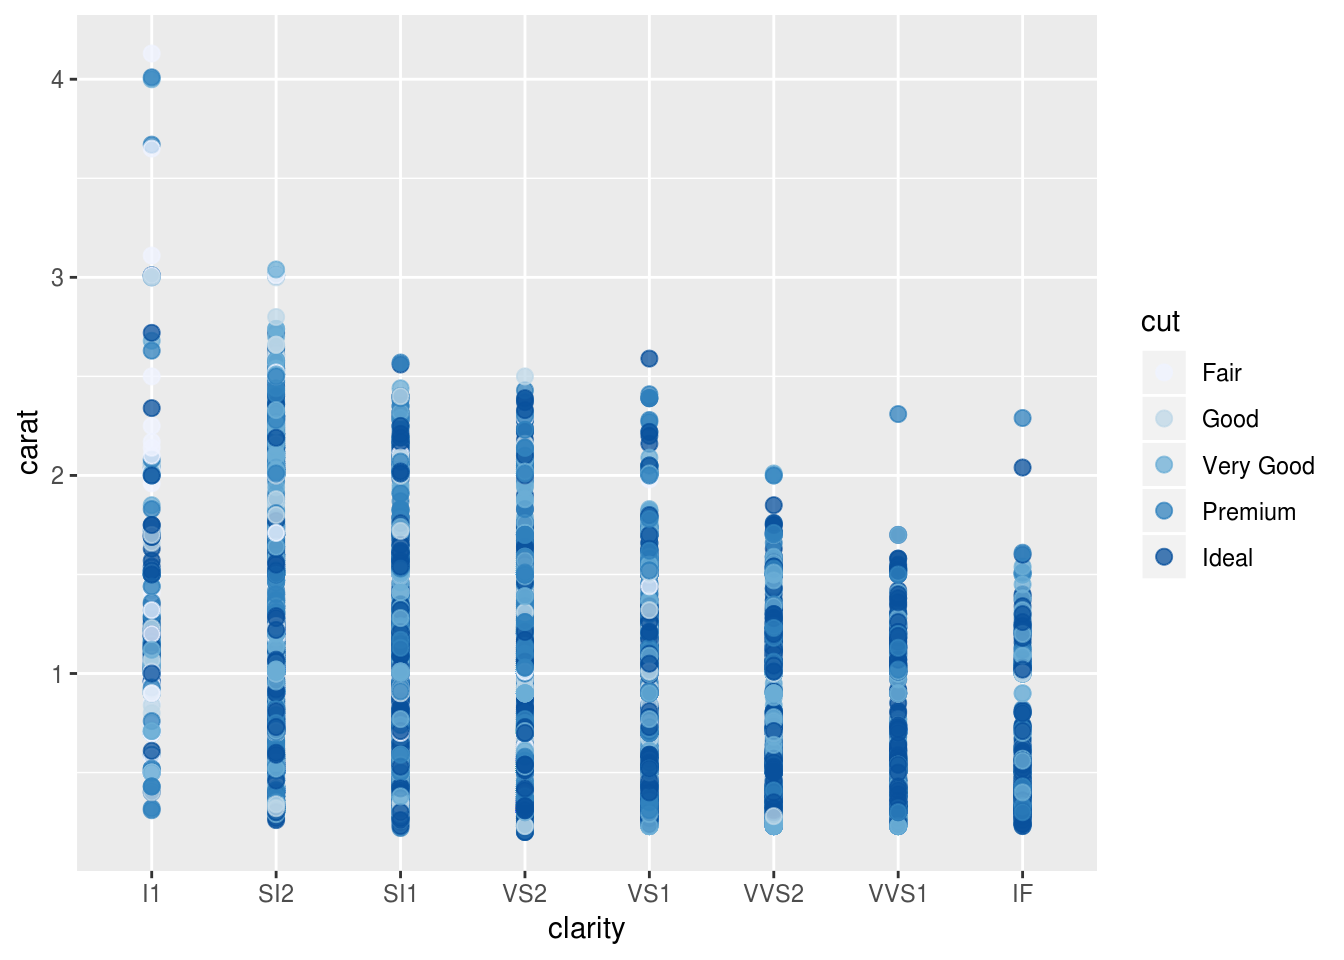 4
3
2
1
carat
I1 SI2 SI1 VS2 VS1 VVS2 VVS1 IF
clarity
cut
Fair
Good
Very Good
Premium
Ideal